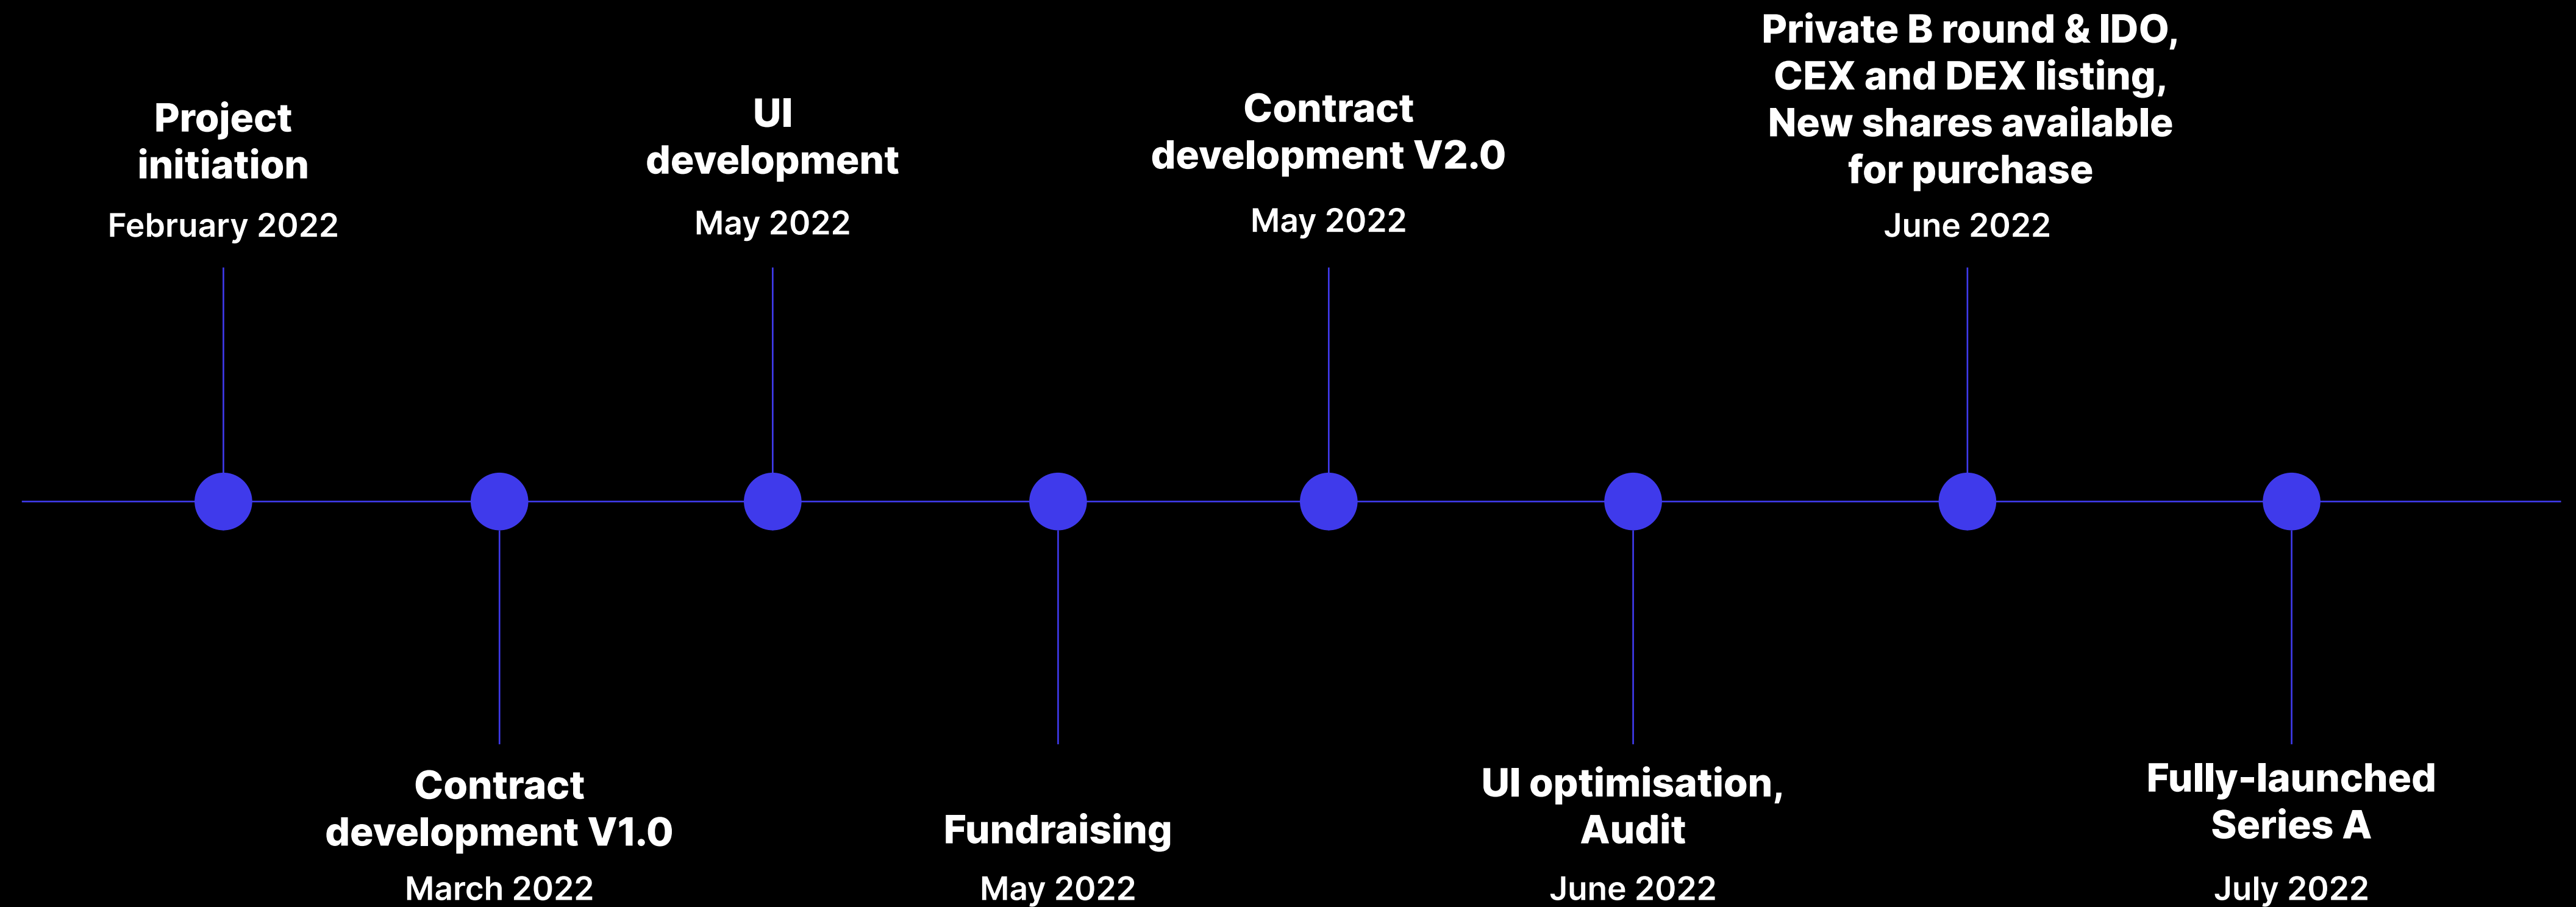 Project
initiation
February 2022
Contract
development V1.0
March 2022
UI
development
May 2022
Fundraising
May 2022
Contract
development V2.0
May 2022
UI optimisation,
Audit
June 2022
Private B round & IDO,
CEX and DEX listing,
New shares available
for purchase
June 2022
Fully-launched
Series A
July 2022